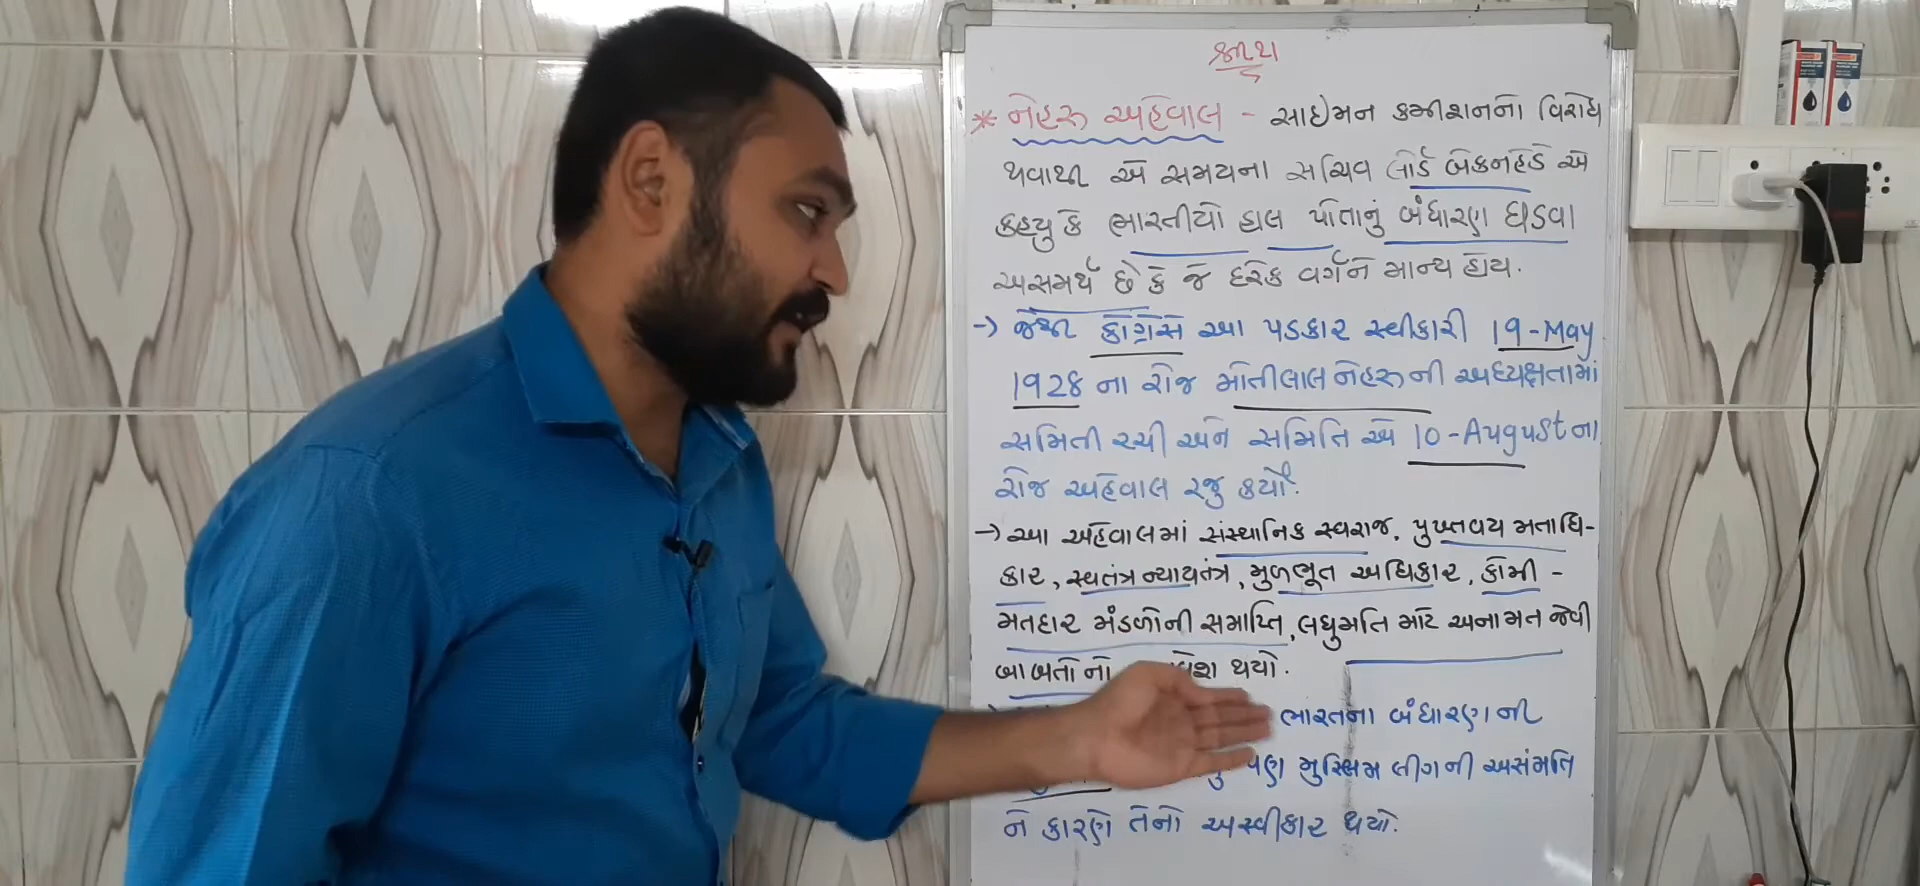 * નેહરુ અહેવાલ - સાઇમન કમીશનનો વિરોધ
થવાથી એ સમયના સચિવ લોર્ડ બેકનહેડે એ
કહયુ કે ભારતીયો હાલ પોતાનું બંધારણ ઘડવા
અસમર્થ છે કે જે દરેક વર્ગને માન્ય હોય.
→ જેથી કોંગ્રેસે આ પડકાર સ્વીકારી 19-May
1928 ના રોજ મોતીલાલ નેહરુની અધ્યક્ષતામાં
સમિતી રચી અને સમિતિ એ 10-August ના
રોજ અહેવાલ રજુ કર્યો.
→ આ અહેવાલમાં સંસ્થાનિક સ્વરાજ, પુખ્તવય મતાધિ-
કાર, સ્વતંત્ર ન્યાયતંત્ર, મુળભૂત અધિકાર, કોમી -
મતદાર મંડળોની સમાપ્તિ, લઘુમતિ માટે અનામત જેવી
બાબતોનો વેશ થયો.
ભારતના બંધારણ ની
પણ મુસ્લિમ લીગની અસંમતિ
ને કારણે તેનો અસ્વીકાર થયો.